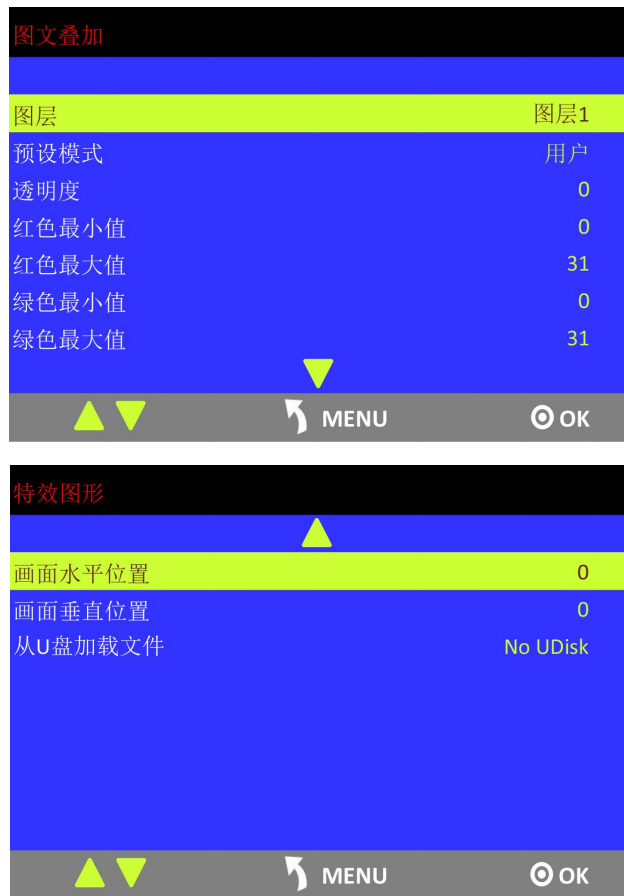 图文叠加
图层 图层1
预设模式 用户
透明度 0
红色最小值 0
红色最大值 31
绿色最小值 0
绿色最大值 31
MENU OK
特效图形
画面水平位置 0
画面垂直位置 0
从U盘加载文件 No UDisk
MENU OK